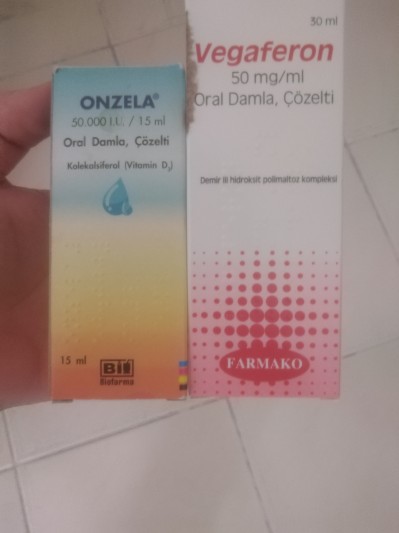 ONZELA®
50.000 I.U. / 15 ml
Oral Damla, Çözelti
Kolekalsiferol (Vitamin D₃)
15 ml
Bil
Biofarma
30 ml
Vegaferon
50 mg/ml
Oral Damla, Çözelti
Demir III hidroksit polimaltoz kompleksi
FARMAKO